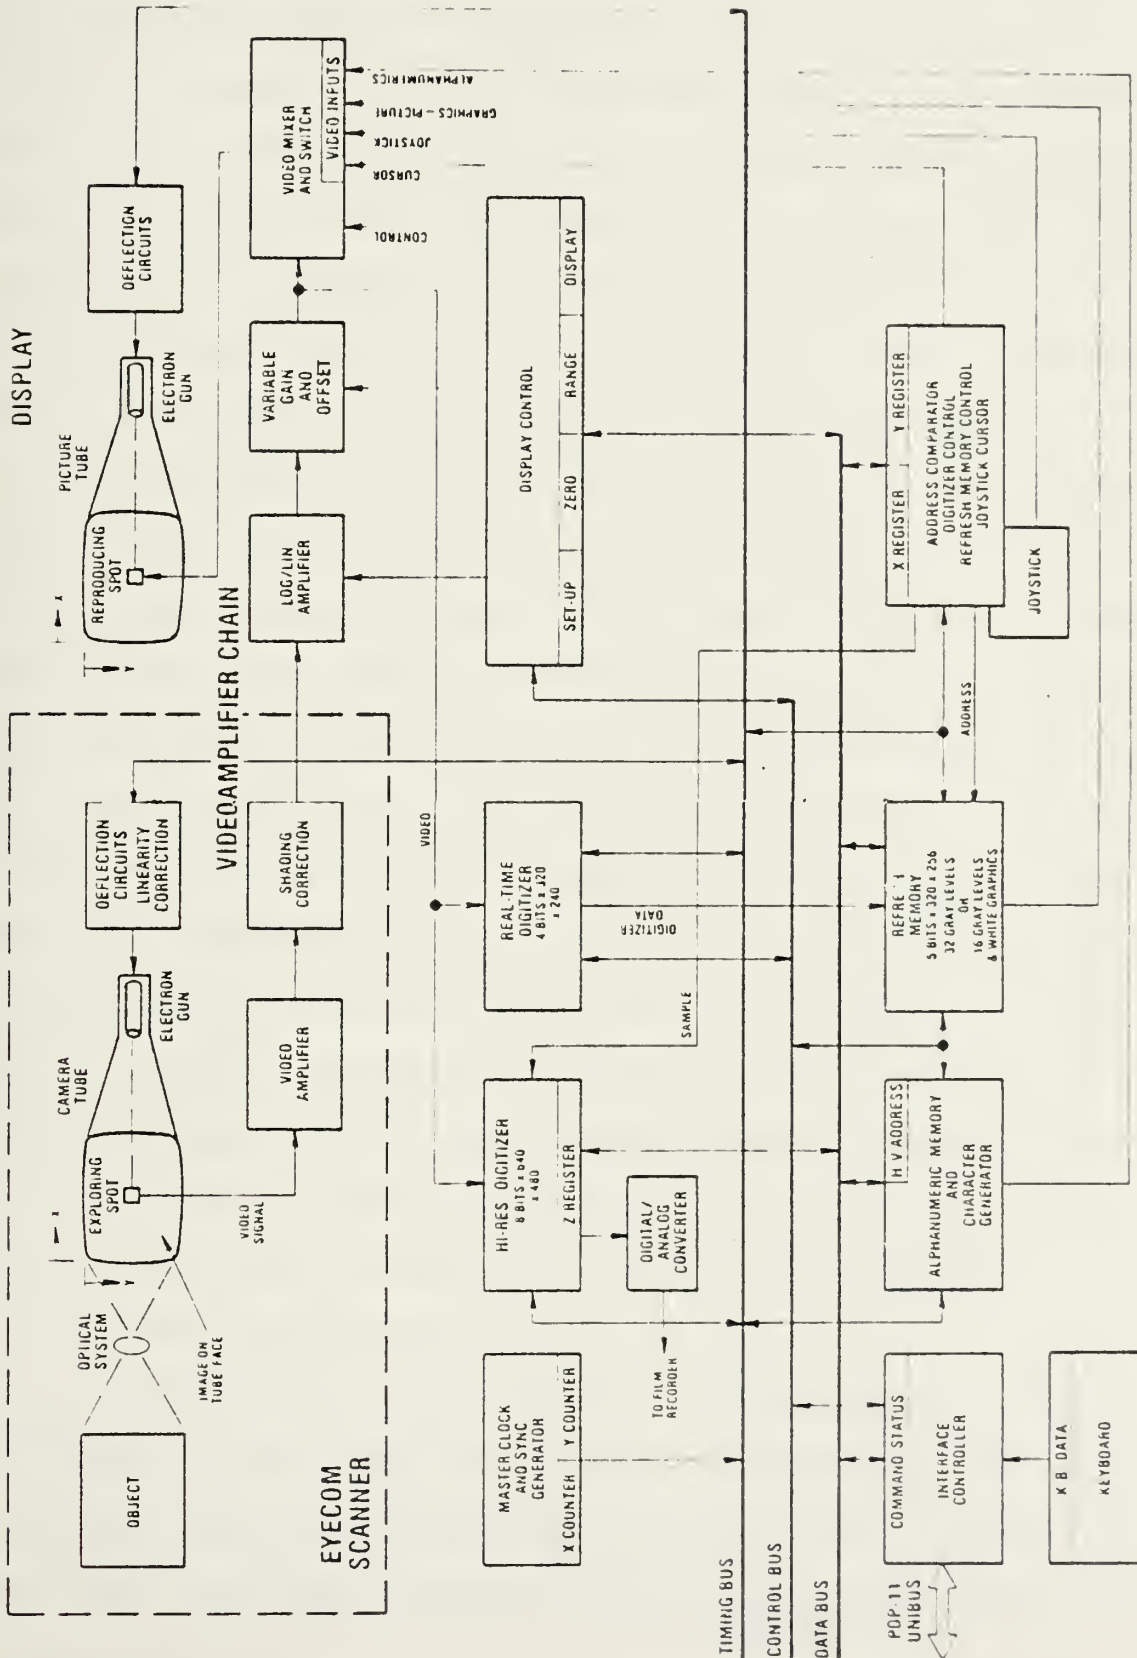 DISPLAY
PICTURE
TUBE
X
Y
REPRODUCING
SPOT
ELECTRON
GUN
DEFLECTION
CIRCUITS
EYECOM
SCANNER
OBJECT
OPTICAL
SYSTEM
IMAGE ON
TUBE FACE
CAMERA
TUBE
X
Y
EXPLORING
SPOT
ELECTRON
GUN
VIDEO
SIGNAL
DEFLECTION
CIRCUITS
LINEARITY
CORRECTION
VIDEO
AMPLIFIER
SHADING
CORRECTION
VIDEO AMPLIFIER CHAIN
LOG/LIN
AMPLIFIER
VARIABLE
GAIN
AND
OFFSET
VIDEO MIXER
AND SWITCH
VIDEO INPUTS
CONTROL
CURSOR
JOYSTICK
GRAPHICS - PICTURE
ALPHANUMERICS
MASTER CLOCK
AND SYNC
GENERATOR
X COUNTER
Y COUNTER
HI-RES DIGITIZER
8 BITS x 640
x 480
Z REGISTER
DIGITAL/
ANALOG
CONVERTER
TO FILM
RECORDER
VIDEO
SAMPLE
REAL-TIME
DIGITIZER
4 BITS x 320
x 240
DIGITIZER
DATA
DISPLAY CONTROL
SET-UP
ZERO
RANGE
DISPLAY
TIMING BUS
CONTROL BUS
DATA BUS
PDP-11
UNIBUS
COMMAND STATUS
INTERFACE
CONTROLLER
K B DATA
KEYBOARD
H V ADDRESS
ALPHANUMERIC MEMORY
AND
CHARACTER
GENERATOR
MEMORY
5 BITS x 320 x 256
32 GRAY LEVELS
OR
16 GRAY LEVELS
& WHITE GRAPHICS
ADDRESS
X REGISTER
Y REGISTER
ADDRESS COMPARATOR
DIGITIZER CONTROL
REFRESH MEMORY CONTROL
JOYSTICK CURSOR
JOYSTICK